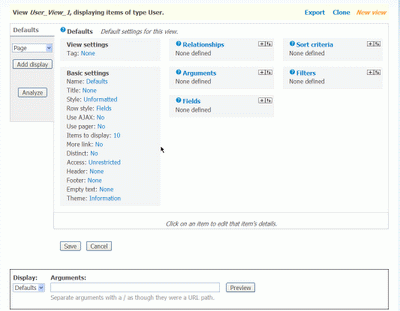 View User_View_1, displaying items of type User.
Export Clone New view
Defaults
Page
Add display
Analyze
Defaults Default settings for this view.
View settings
Tag: None
Basic settings
Name: Defaults
Title: None
Style: Unformatted
Row style: Fields
Use AJAX: No
Use pager: No
Items to display: 10
More link: No
Distinct: No
Access: Unrestricted
Header: None
Footer: None
Empty text: None
Theme: Information
Relationships
None defined
Arguments
None defined
Fields
None defined
Sort criteria
None defined
Filters
None defined
Click on an item to edit that item's details.
Save Cancel
Display: Arguments:
Defaults Preview
Separate arguments with a / as though they were a URL path.